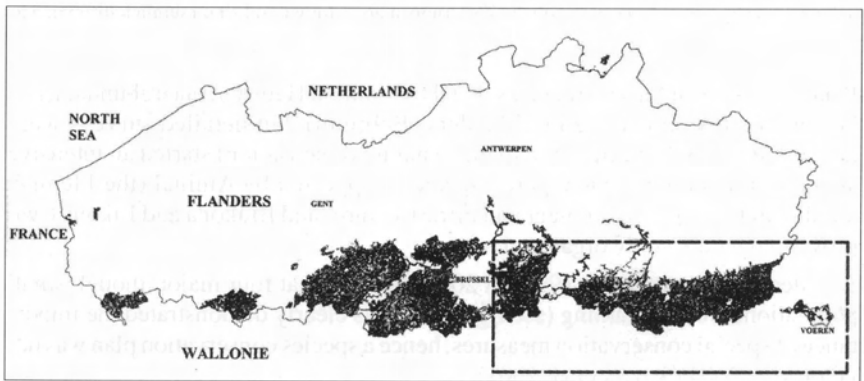 NETHERLANDS
NORTH
SEA
ANTWERPEN
FLANDERS
GENT
FRANCE
BRUSSEL
VOEREN
WALLONIE